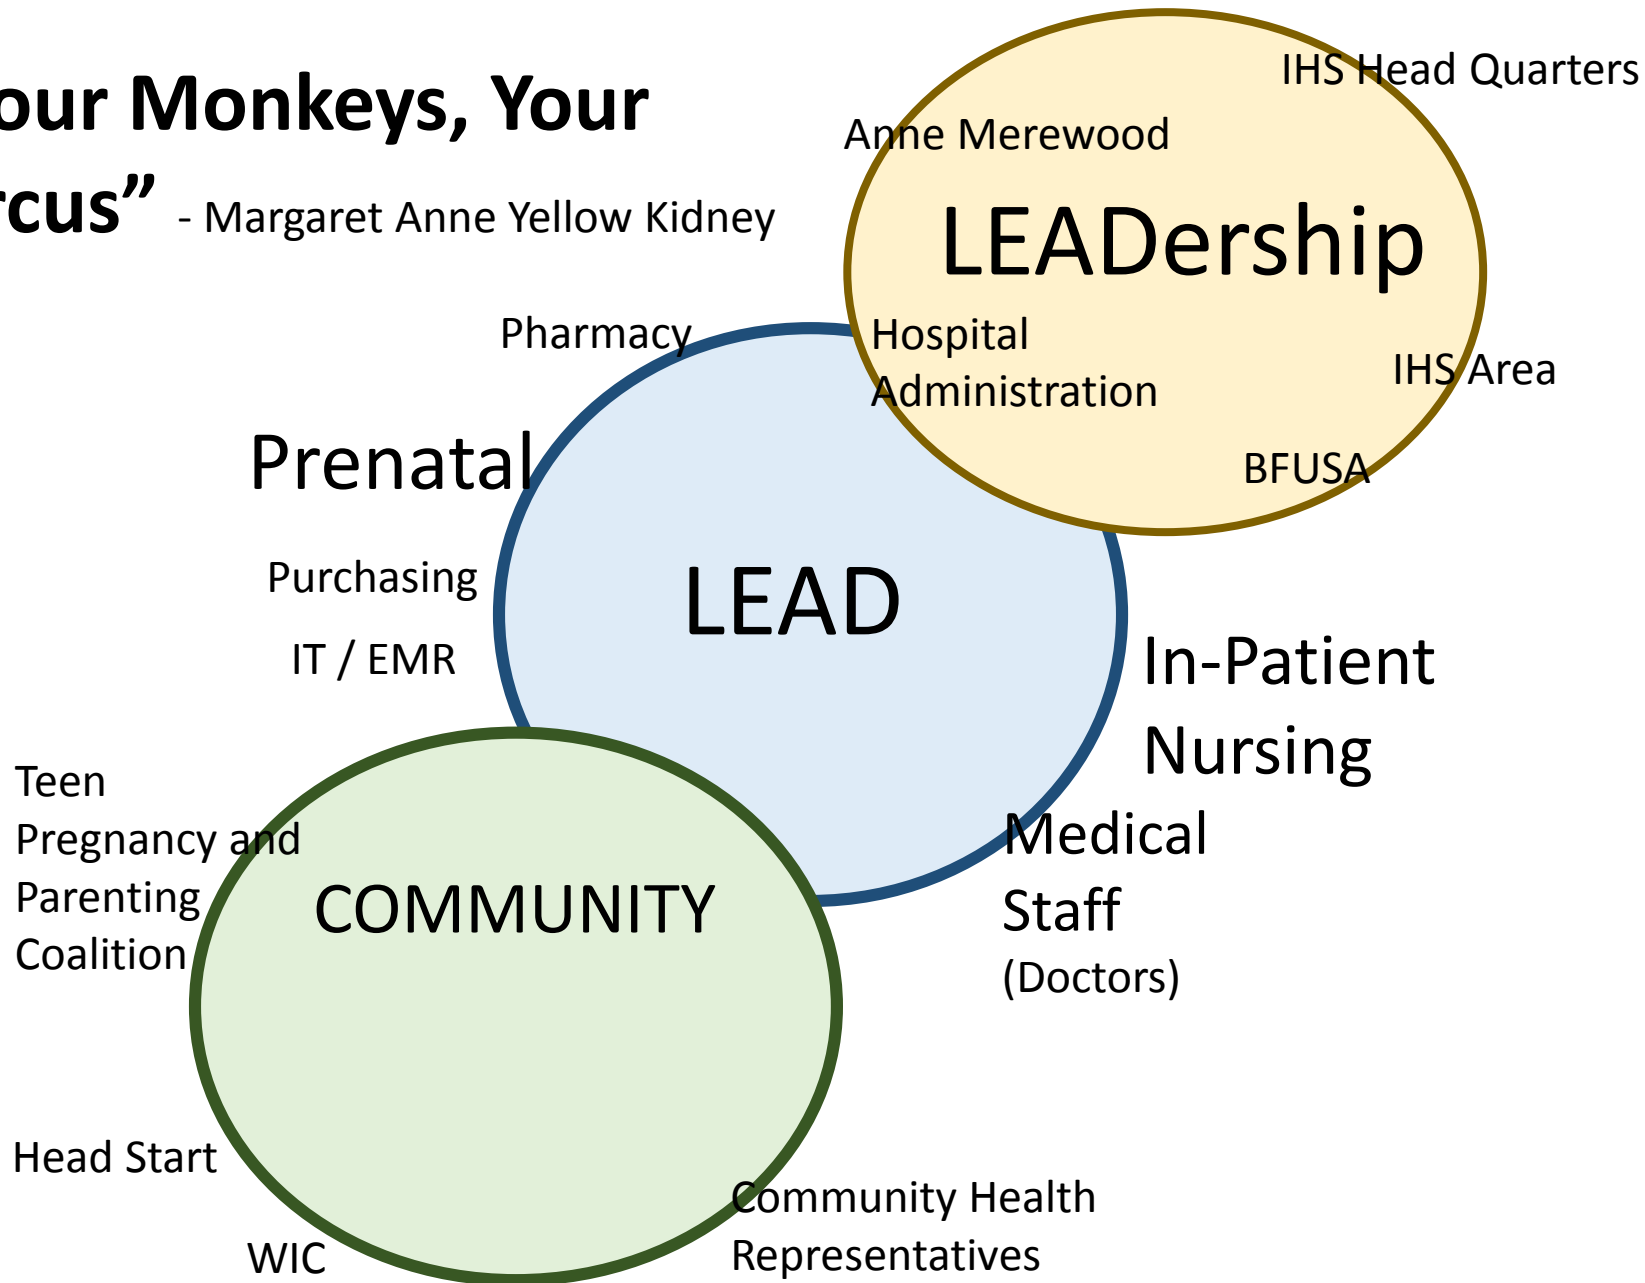 our Monkeys, Your
rcus” - Margaret Anne Yellow Kidney
IHS Head Quarters
Anne Merewood
LEADership
Hospital
Administration
IHS Area
BFUSA
Pharmacy
Prenatal
Purchasing
IT / EMR
LEAD
In-Patient
Nursing
Medical
Staff
(Doctors)
Teen
Pregnancy and
Parenting
Coalition
COMMUNITY
Head Start
WIC
Community Health
Representatives